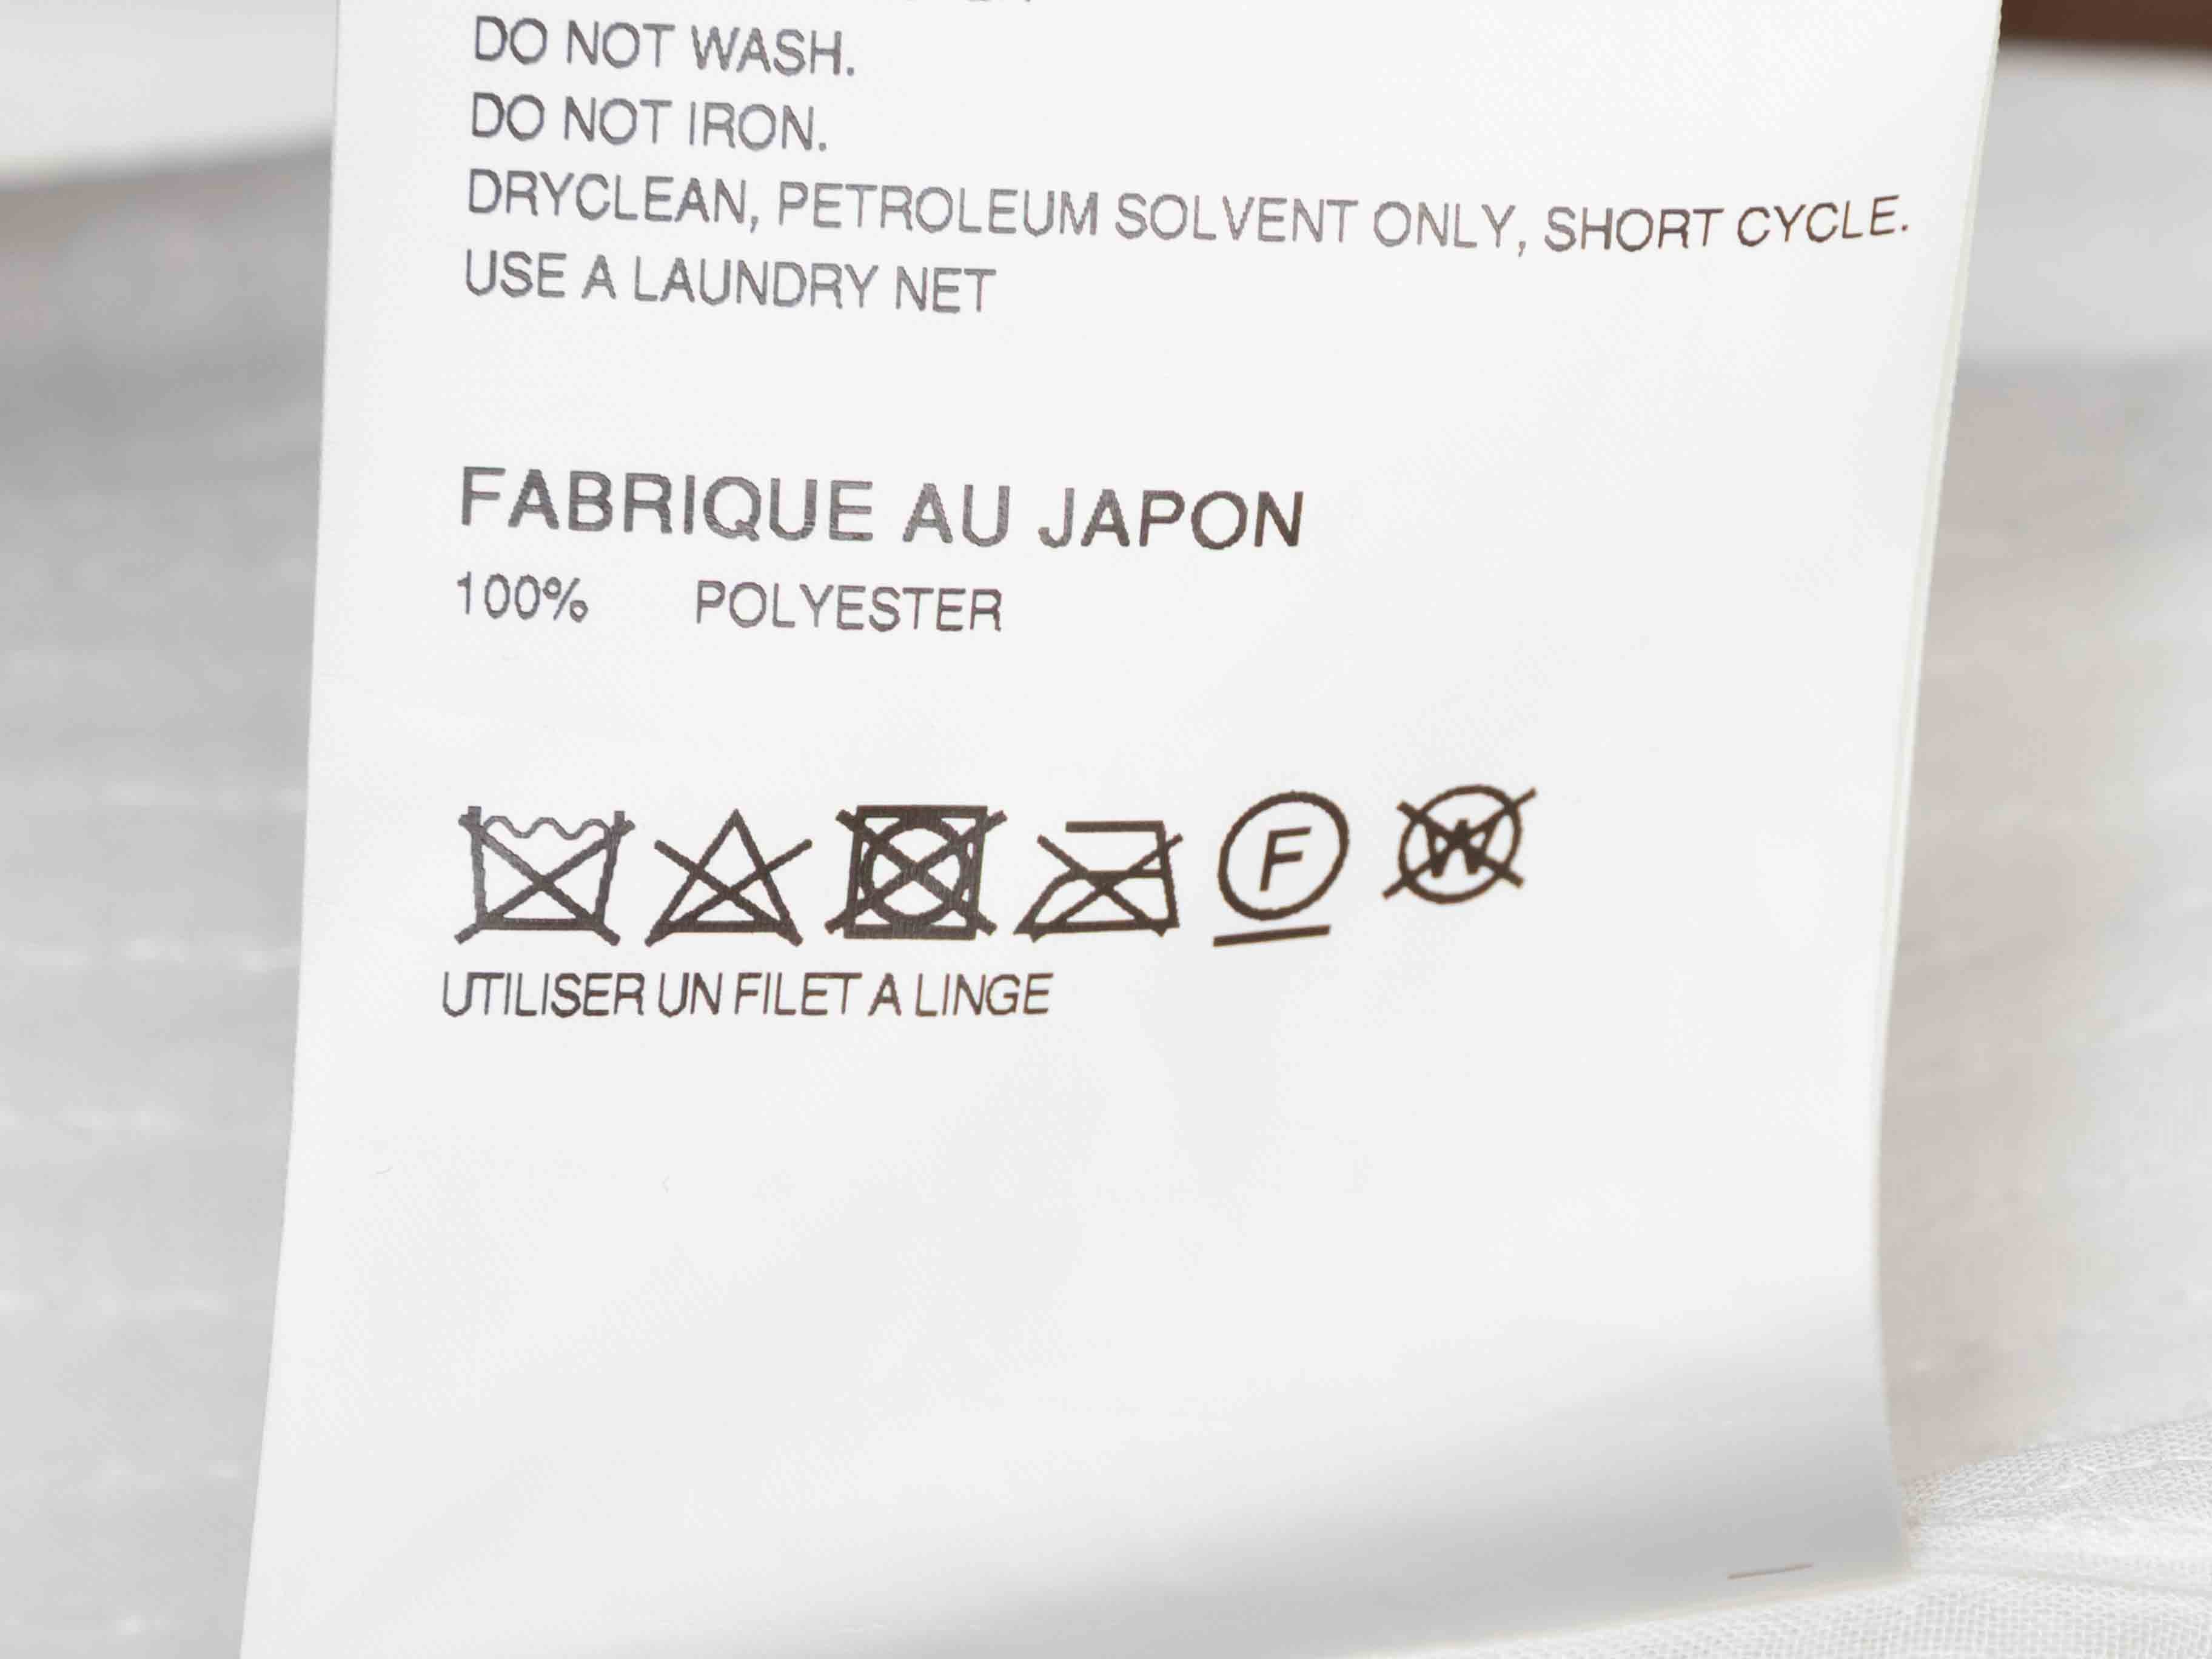 DO NOT WASH.
DO NOT IRON.
DRYCLEAN, PETROLEUM SOLVENT ONLY, SHORT CYCLE.
USE A LAUNDRY NET
FABRIQUE AU JAPON
100% POLYESTER
F W
UTILISER UN FILET A LINGE